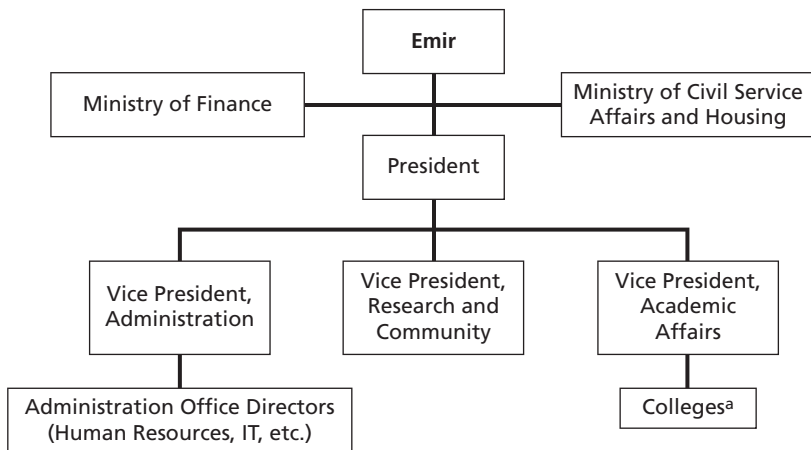 Emir
Ministry of Finance
Ministry of Civil Service
Affairs and Housing
President
Vice President,
Administration
Vice President,
Research and
Community
Vice President,
Academic
Affairs
Administration Office Directors
(Human Resources, IT, etc.)
Collegesᵃ